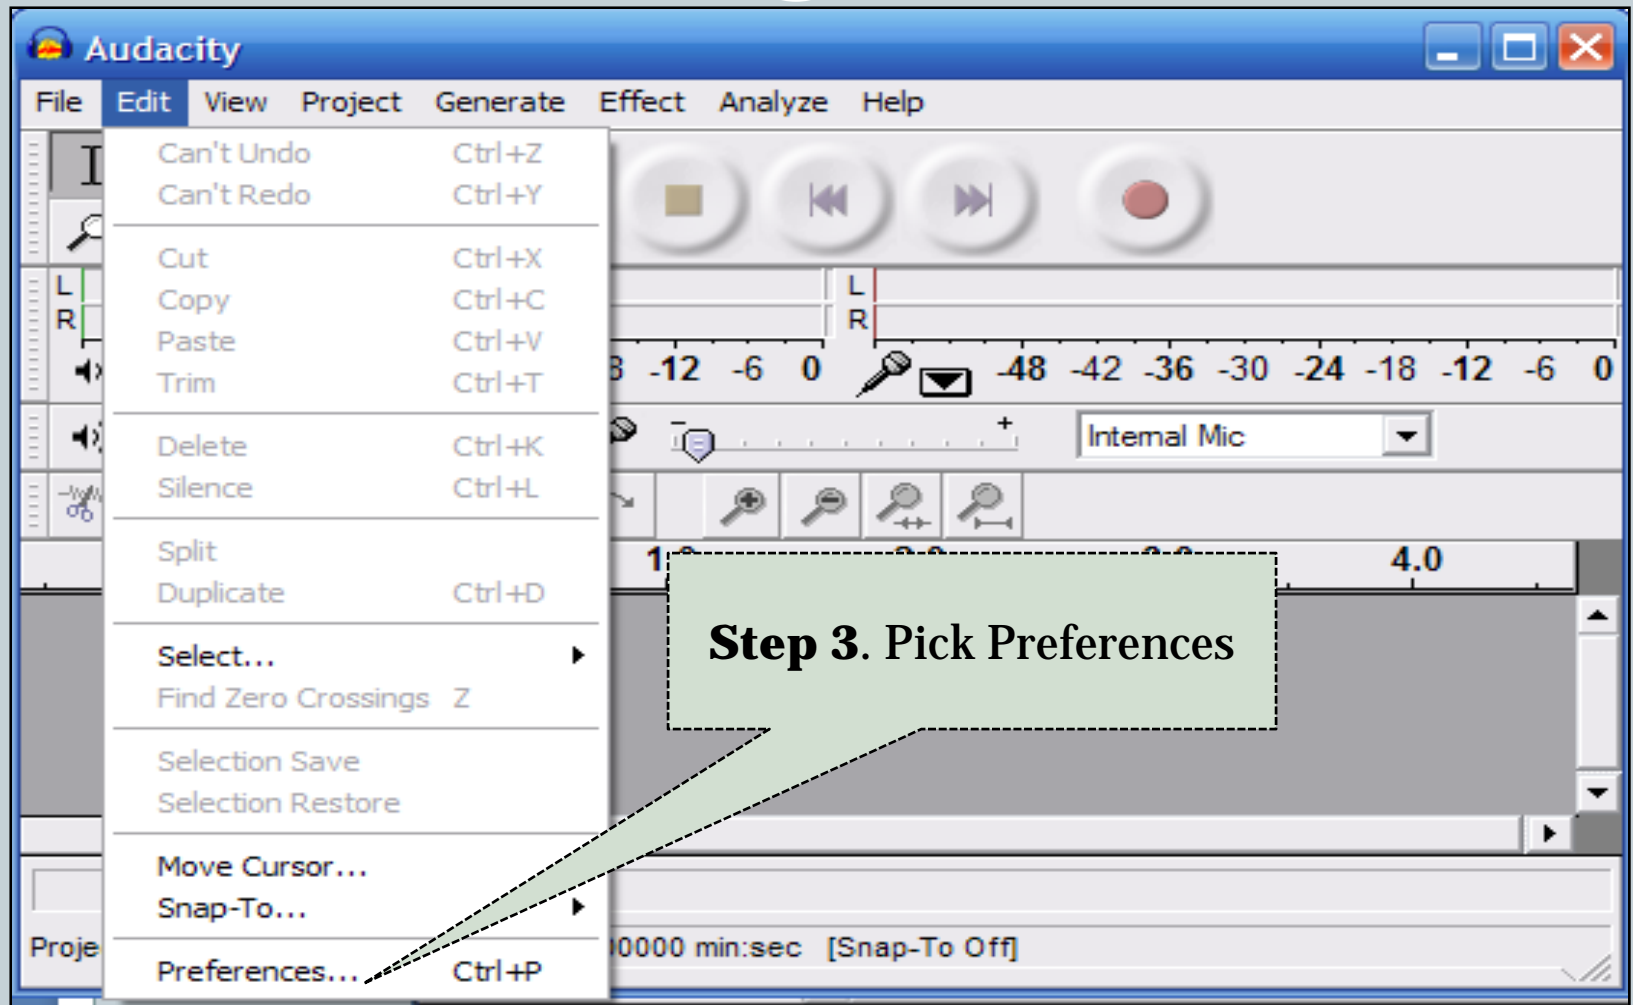 Audacity
File Edit View Project Generate Effect Analyze Help
Can't Undo Ctrl+Z
Can't Redo Ctrl+Y
Cut Ctrl+X
Copy Ctrl+C
Paste Ctrl+V
Trim Ctrl+T
Delete Ctrl+K
Silence Ctrl+L
Split
Duplicate Ctrl+D
Select...
Find Zero Crossings Z
Selection Save
Selection Restore
Move Cursor...
Snap-To...
Preferences... Ctrl+P
L L
R R
-12 -6 0 -48 -42 -36 -30 -24 -18 -12 -6 0
- + Internal Mic
4.0
Step 3. Pick Preferences
min:sec [Snap-To Off]